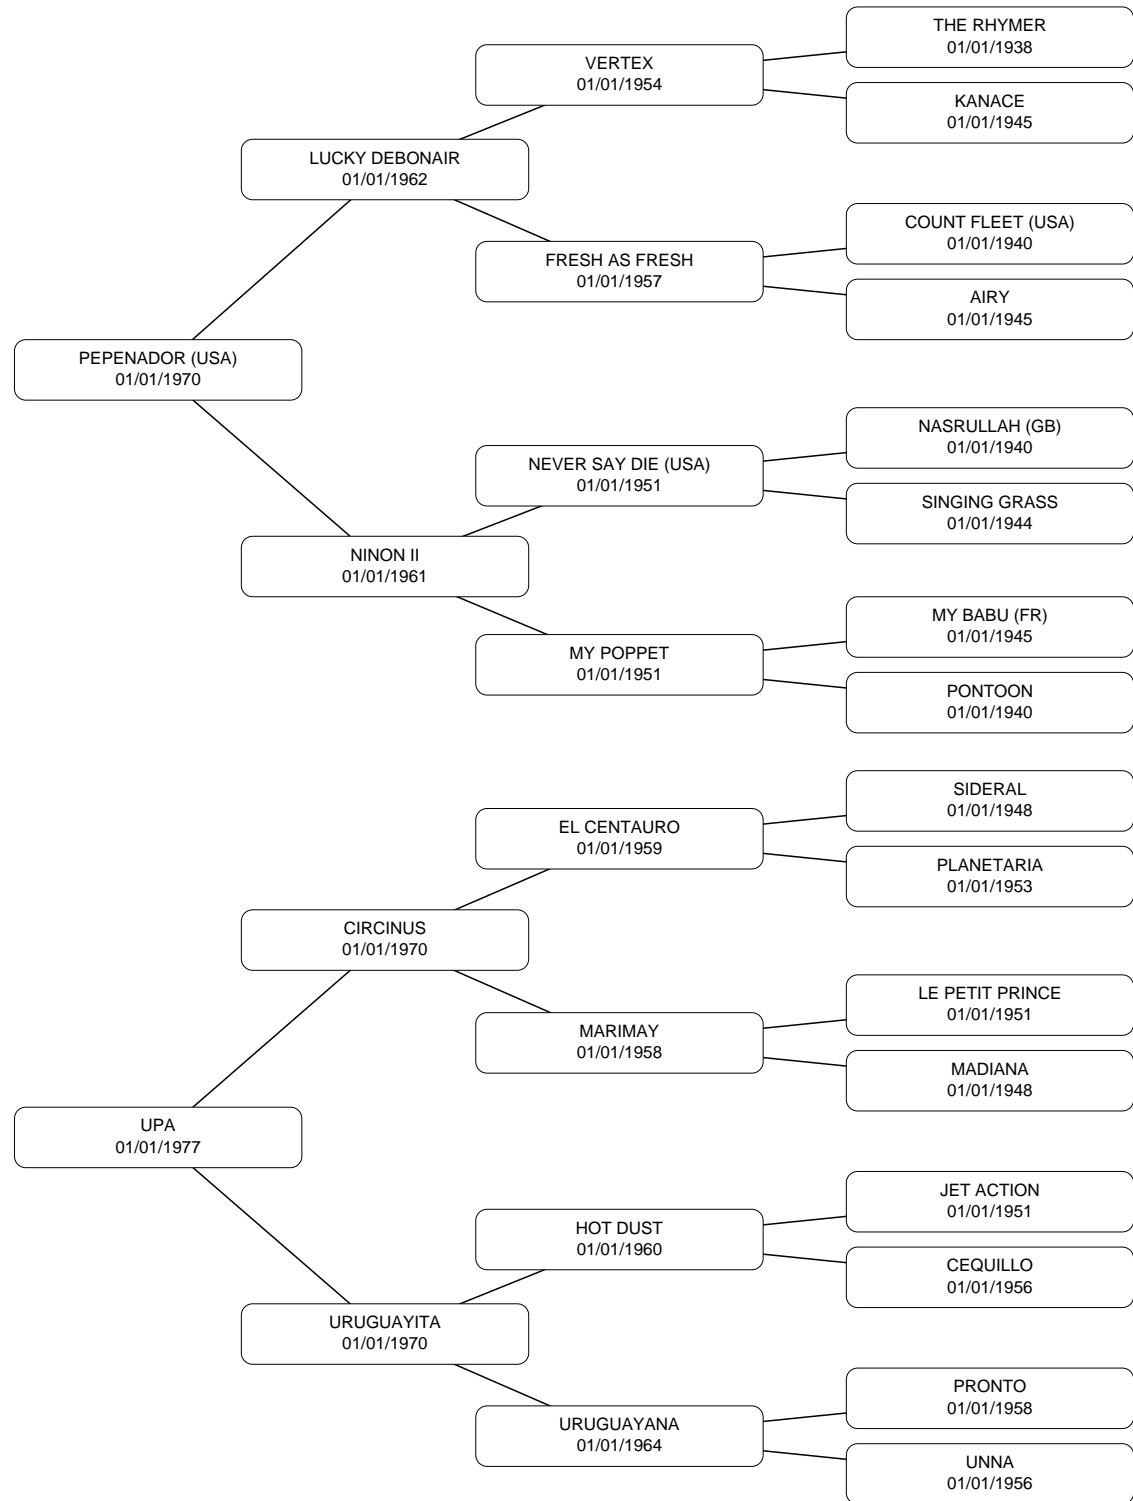 THE RHYMER
01/01/1938
VERTEX
01/01/1954
KANACE
01/01/1945
LUCKY DEBONAIR
01/01/1962
COUNT FLEET (USA)
01/01/1940
FRESH AS FRESH
01/01/1957
AIRY
01/01/1945
PEPENADOR (USA)
01/01/1970
NASRULLAH (GB)
01/01/1940
NEVER SAY DIE (USA)
01/01/1951
SINGING GRASS
01/01/1944
NINON II
01/01/1961
MY BABU (FR)
01/01/1945
MY POPPET
01/01/1951
PONTOON
01/01/1940
SIDERAL
01/01/1948
EL CENTAURO
01/01/1959
PLANETARIA
01/01/1953
CIRCINUS
01/01/1970
LE PETIT PRINCE
01/01/1951
MARIMAY
01/01/1958
MADIANA
01/01/1948
UPA
01/01/1977
JET ACTION
01/01/1951
HOT DUST
01/01/1960
CEQUILLO
01/01/1956
URUGUAYITA
01/01/1970
PRONTO
01/01/1958
URUGUAYANA
01/01/1964
UNNA
01/01/1956